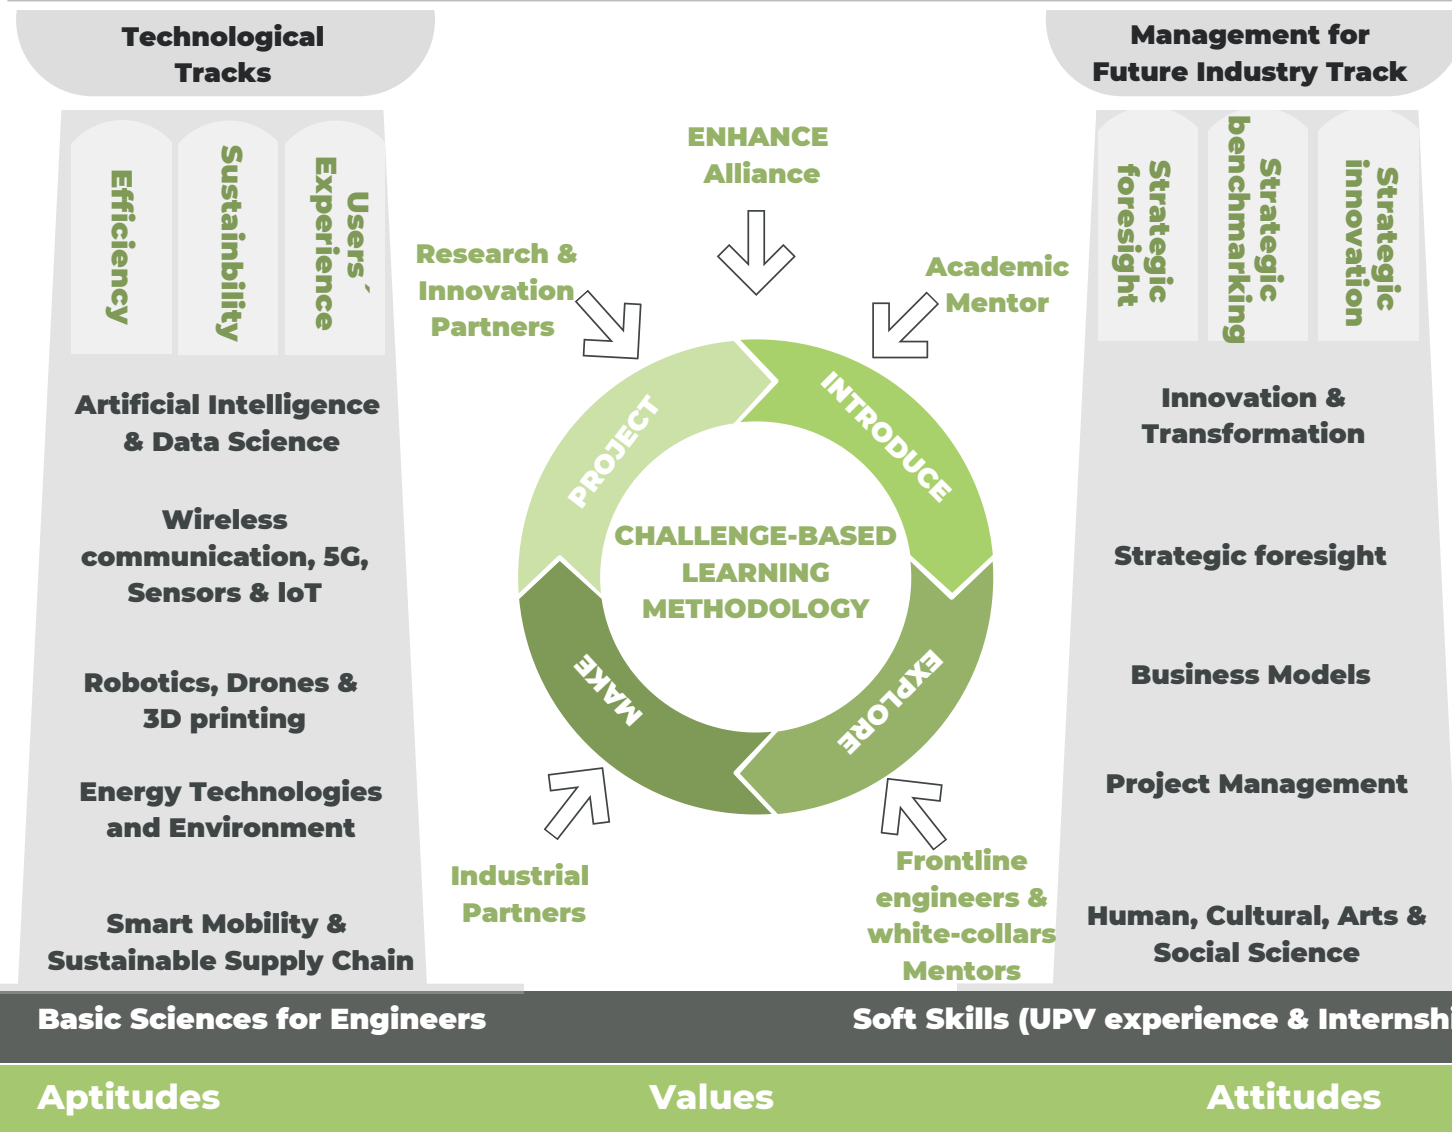 Technological
Tracks
Efficiency
Sustainbility
Users´
Experience
Artificial Intelligence
& Data Science
Wireless
communication, 5G,
Sensors & IoT
Robotics, Drones &
3D printing
Energy Technologies
and Environment
Smart Mobility &
Sustainable Supply Chain
ENHANCE
Alliance
Research &
Innovation
Partners
Academic
Mentor
PROJECT
INTRODUCE
CHALLENGE-BASED
LEARNING
METHODOLOGY
MAKE
EXPLORE
Industrial
Partners
Frontline
engineers &
white-collars
Mentors
Management for
Future Industry Track
Strategic
foresight
Strategic
benchmarking
Strategic
innovation
Innovation &
Transformation
Strategic foresight
Business Models
Project Management
Human, Cultural, Arts &
Social Science
Basic Sciences for Engineers
Soft Skills (UPV experience & Internshi
Aptitudes
Values
Attitudes